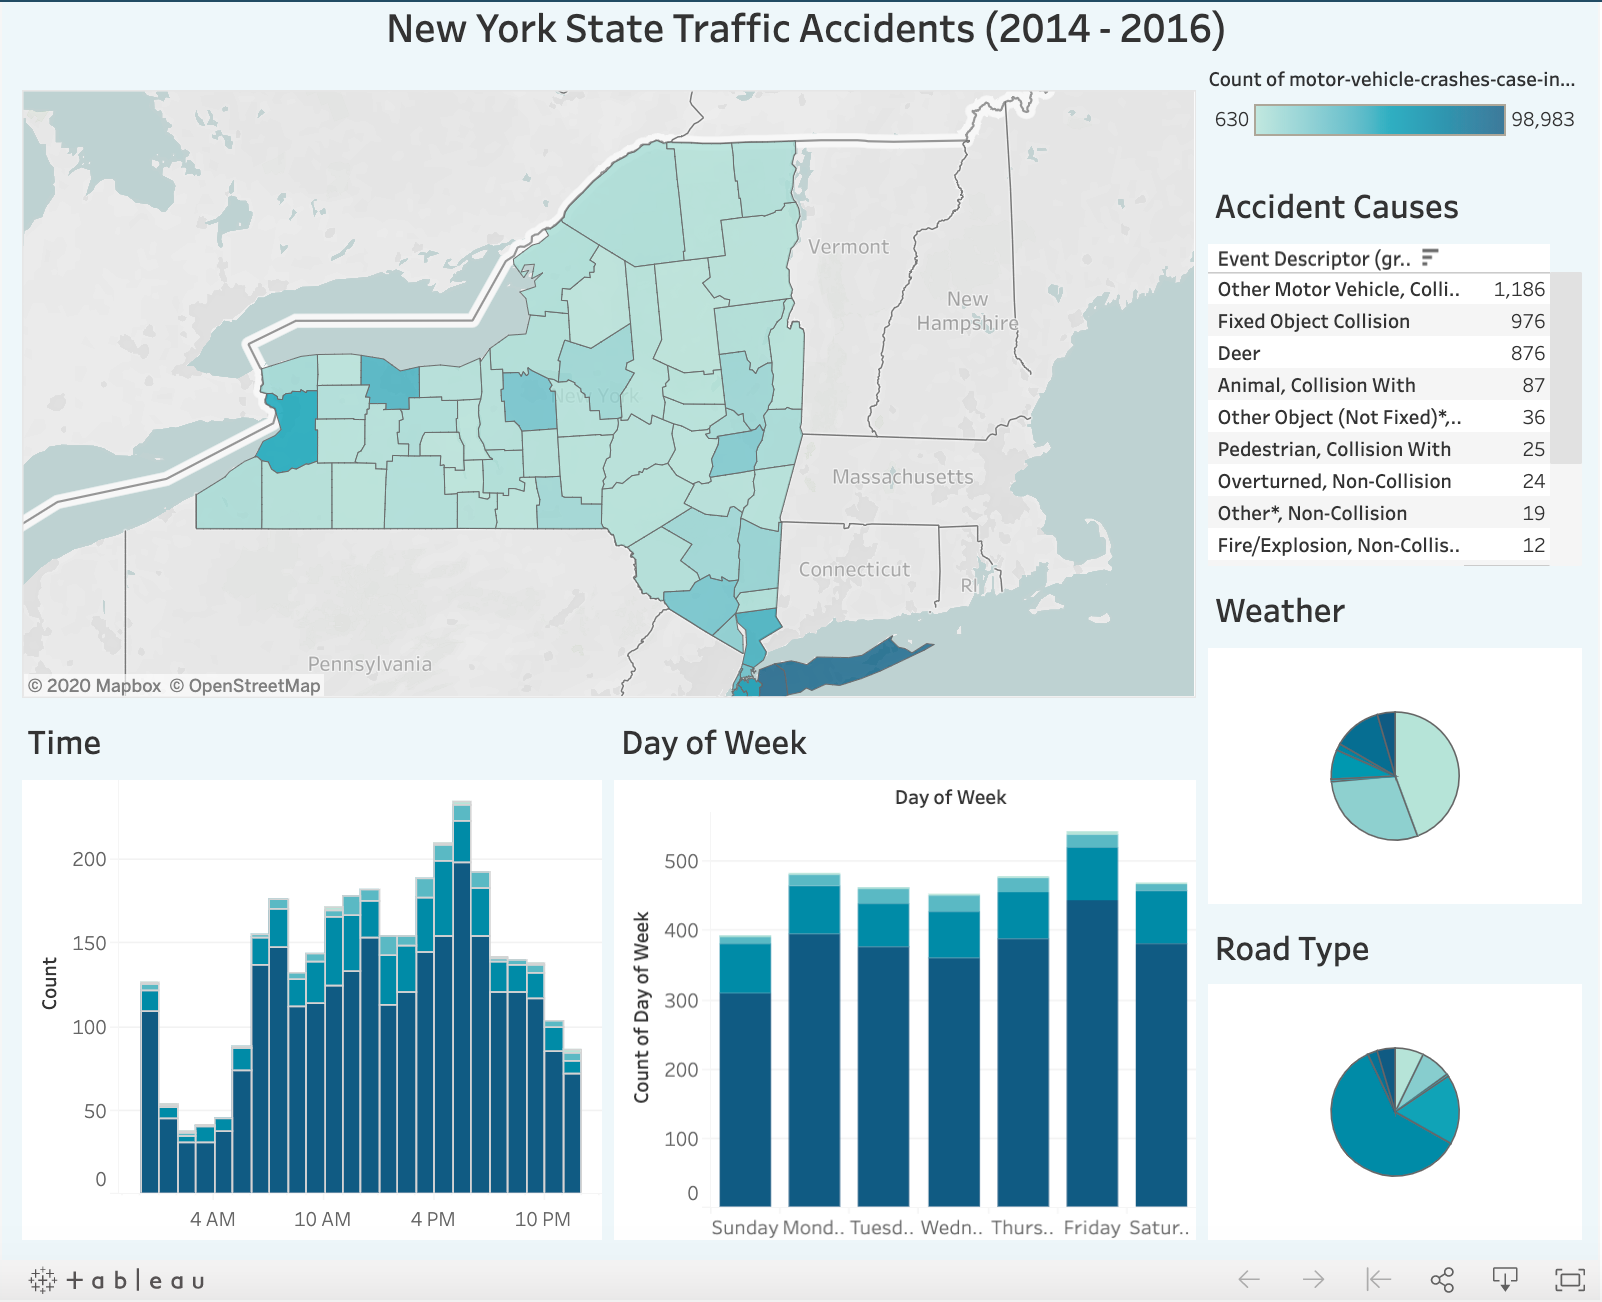 New York State Traffic Accidents (2014 - 2016)
Count of motor-vehicle-crashes-case-in...
630
98,983
Vermont
New
Hampshire
New York
Massachusetts
Connecticut
RI
Pennsylvania
© 2020 Mapbox © OpenStreetMap
Accident Causes
Event Descriptor (gr..
Other Motor Vehicle, Colli.. 1,186
Fixed Object Collision 976
Deer 876
Animal, Collision With 87
Other Object (Not Fixed)*,.. 36
Pedestrian, Collision With 25
Overturned, Non-Collision 24
Other*, Non-Collision 19
Fire/Explosion, Non-Collis.. 12
Weather
Road Type
Time
Count
200
150
100
50
0
4 AM 10 AM 4 PM 10 PM
Day of Week
Day of Week
Count of Day of Week
500
400
300
200
100
0
Sunday Mond.. Tuesd.. Wedn.. Thurs.. Friday Satur..
+ableau